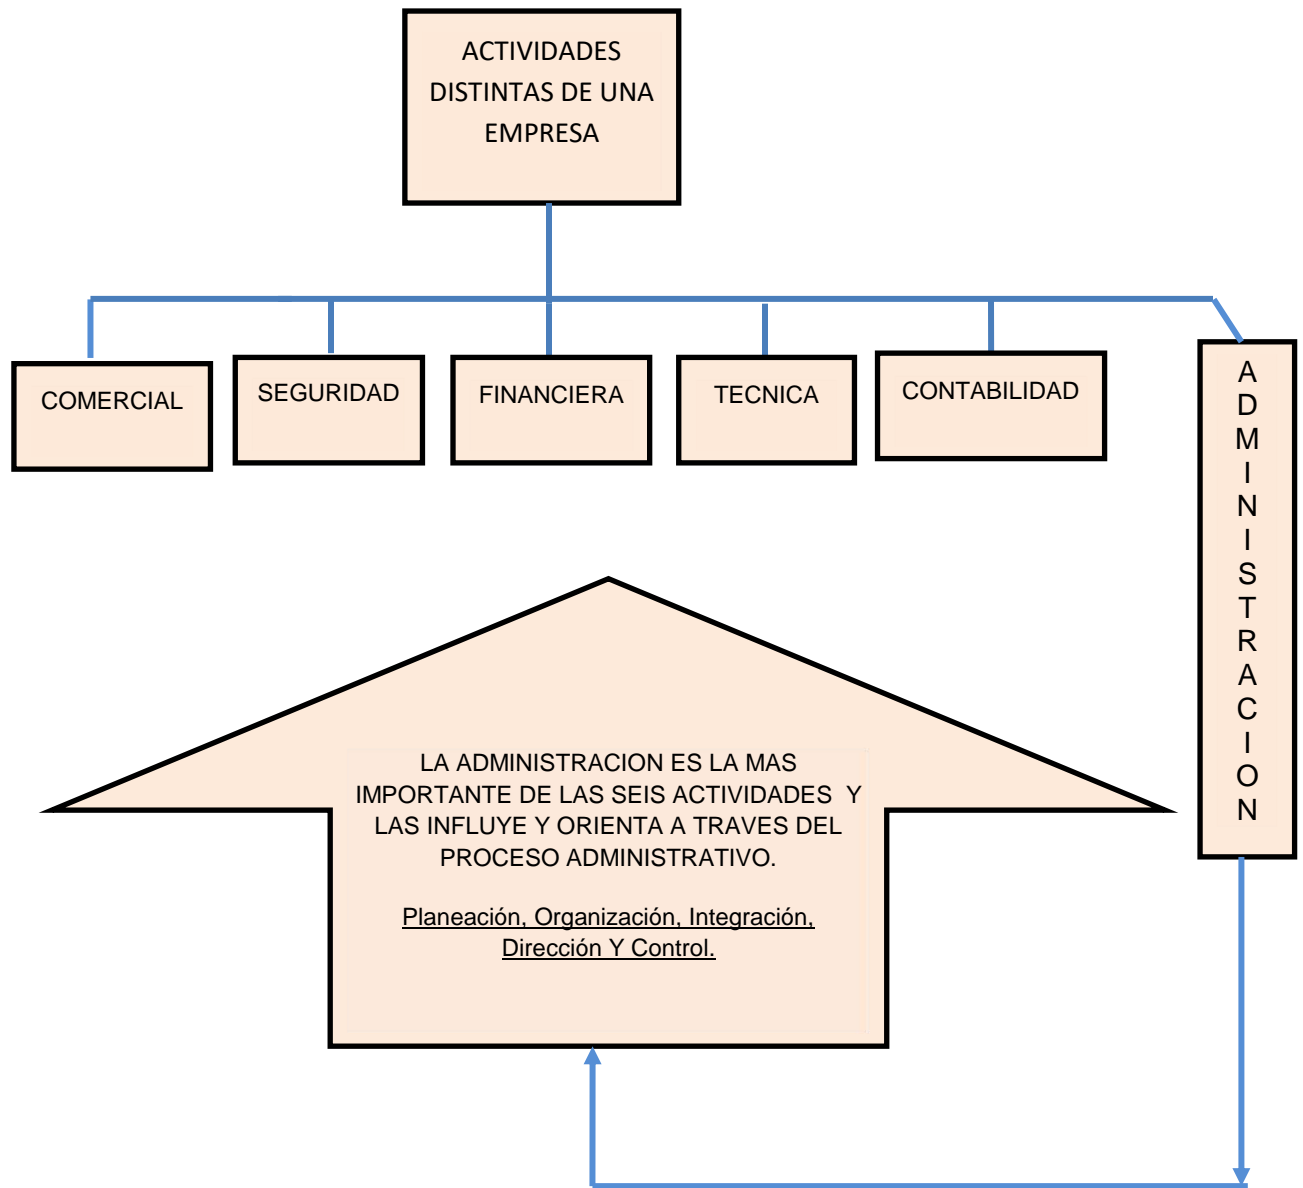 ACTIVIDADES
DISTINTAS DE UNA
EMPRESA
COMERCIAL
SEGURIDAD
FINANCIERA
TECNICA
CONTABILIDAD
A
D
M
I
N
I
S
T
R
A
C
I
O
N
LA ADMINISTRACION ES LA MAS
IMPORTANTE DE LAS SEIS ACTIVIDADES Y
LAS INFLUYE Y ORIENTA A TRAVES DEL
PROCESO ADMINISTRATIVO.
Planeación, Organización, Integración,
Dirección Y Control.